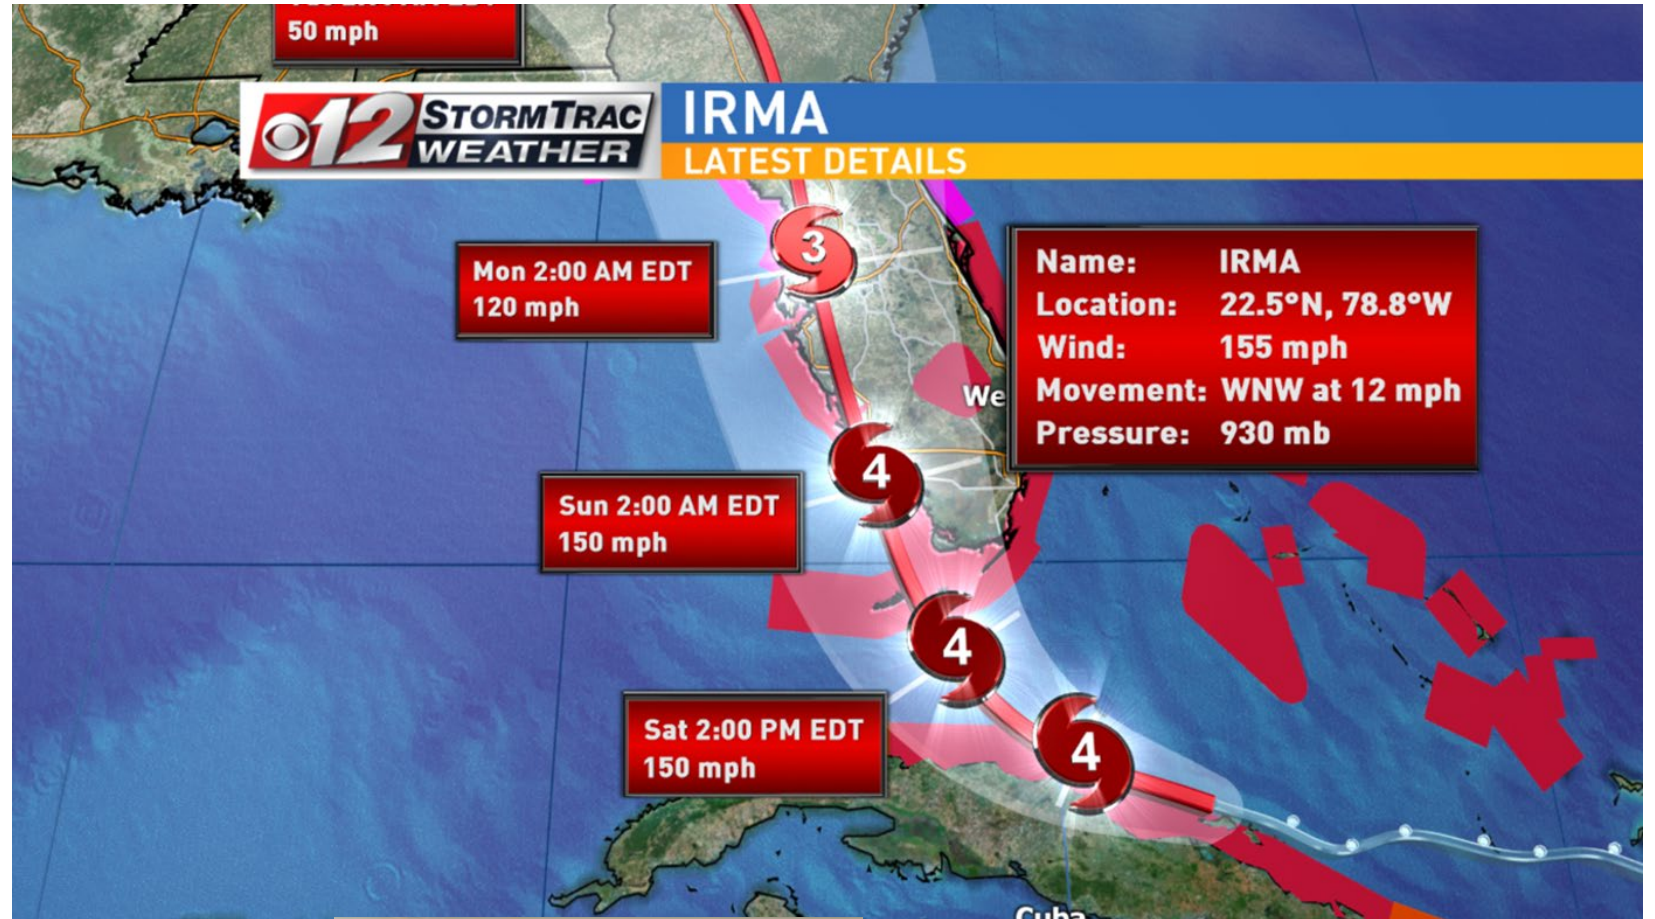 50 mph
12 STORMTRAC
WEATHER
IRMA
LATEST DETAILS
3
Mon 2:00 AM EDT
120 mph
Name: IRMA
Location: 22.5°N, 78.8°W
Wind: 155 mph
Movement: WNW at 12 mph
Pressure: 930 mb
We
4
Sun 2:00 AM EDT
150 mph
4
Sat 2:00 PM EDT
150 mph
4
Cuba